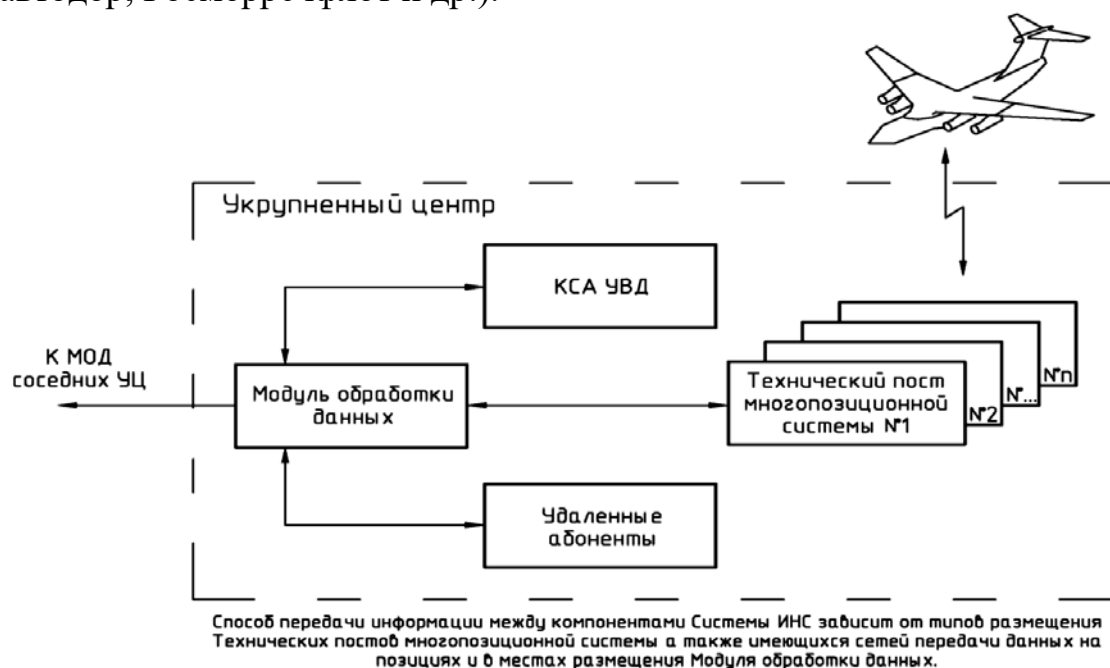 Укрупненный центр
КСА УВД
К МОД
соседних УЦ
Модуль обработки
данных
Технический пост
многопозиционной
системы №1
№2
№...
№n
Удаленные
абоненты
Способ передачи информации между компонентами Системы ИНС зависит от типов размещения
Технических постов многопозиционной системы а также имеющихся сетей передачи данных на
позициях и в местах размещения Модуля обработки данных.